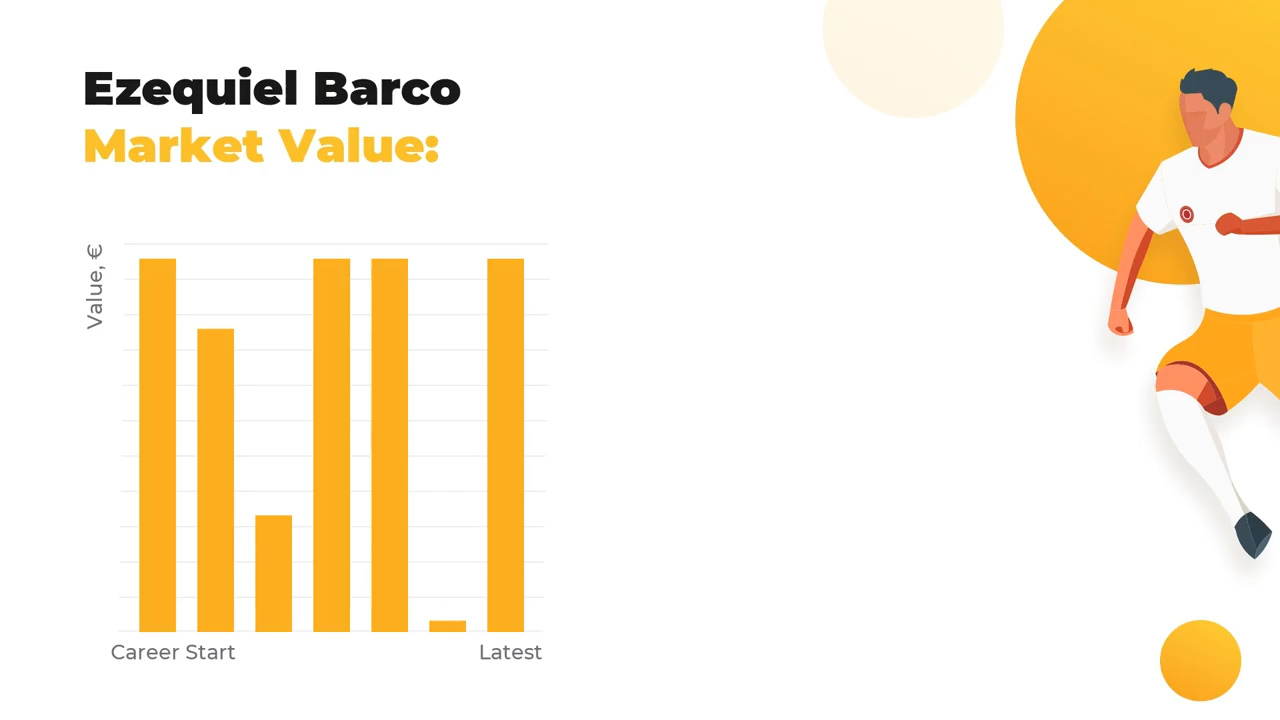 Ezequiel Barco
Market Value:
Value, €
Career Start
Latest